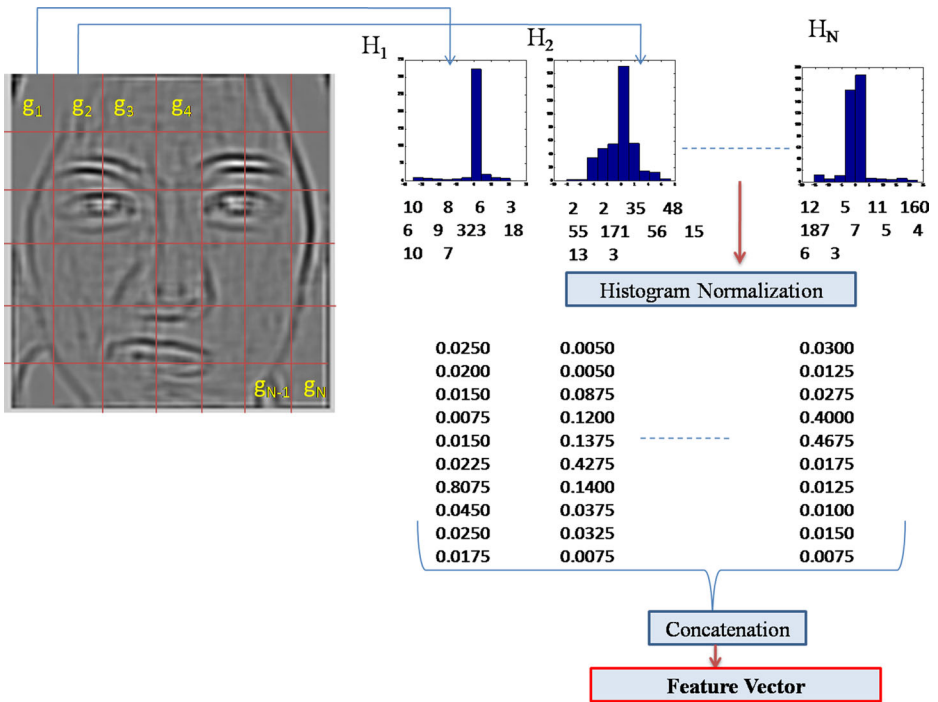 H1 H2 HN
g1 g2 g3 g4
gN-1 gN
10 8 6 3
6 9 323 18
10 7
2 2 35 48
55 171 56 15
13 3
12 5 11 160
187 7 5 4
6 3
Histogram Normalization
0.0250 0.0050 0.0300
0.0200 0.0050 0.0125
0.0150 0.0875 0.0275
0.0075 0.1200 0.4000
0.0150 0.1375 0.4675
0.0225 0.4275 0.0175
0.8075 0.1400 0.0125
0.0450 0.0375 0.0100
0.0250 0.0325 0.0150
0.0175 0.0075 0.0075
Concatenation
Feature Vector